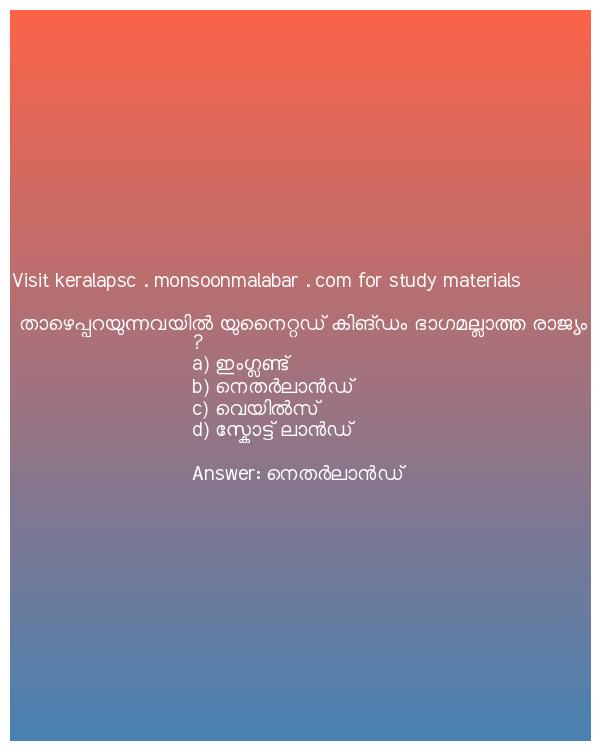 Visit keralapsc . monsoonmalabar . com for study materials
താഴെപ്പറയുന്നവയിൽ യുനൈറ്റഡ് കിങ്ഡം ഭാഗമല്ലാത്ത രാജ്യം
?
a) ഇംഗ്ലണ്ട്
b) നെതർലാൻഡ്
c) വെയിൽസ്
d) സ്കോട്ട് ലാൻഡ്
Answer: നെതർലാൻഡ്